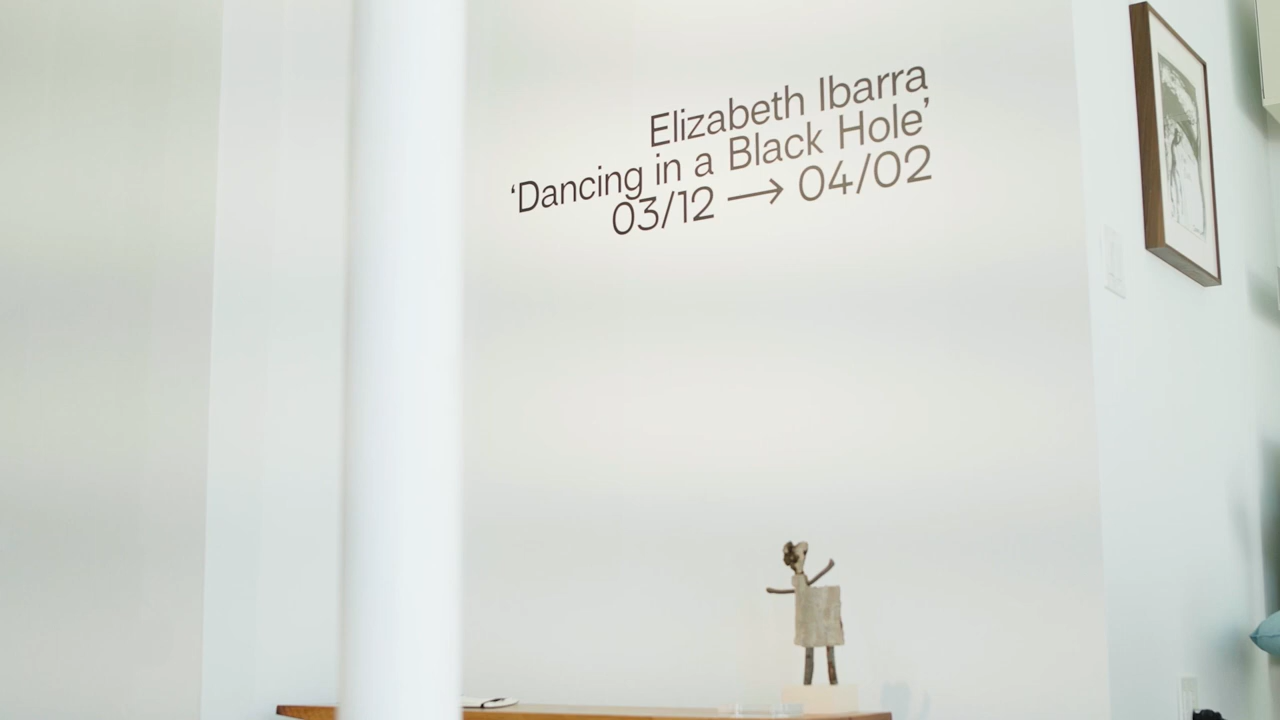 Elizabeth Ibarra
‘Dancing in a Black Hole’
03/12 → 04/02